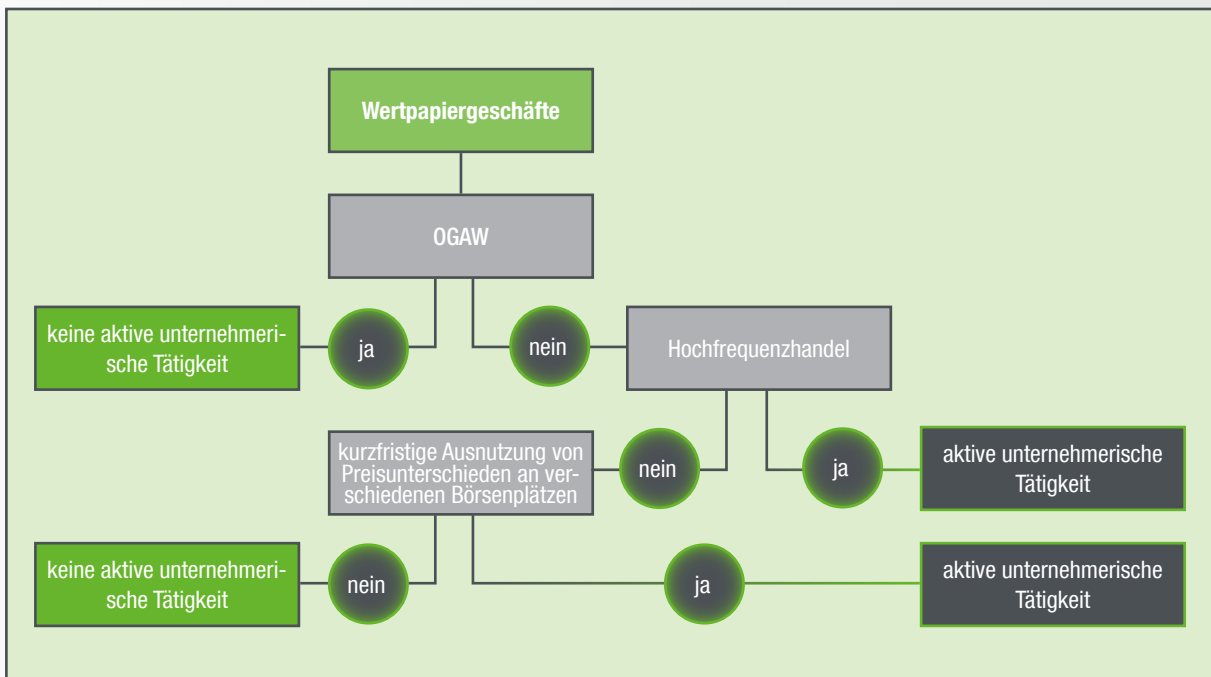 Wertpapiergeschäfte
OGAW
keine aktive unternehmeri-
sche Tätigkeit
ja
nein
Hochfrequenzhandel
kurzfristige Ausnutzung von
Preisunterschieden an ver-
schiedenen Börsenplätzen
nein
ja
aktive unternehmerische
Tätigkeit
keine aktive unternehmeri-
sche Tätigkeit
nein
ja
aktive unternehmerische
Tätigkeit